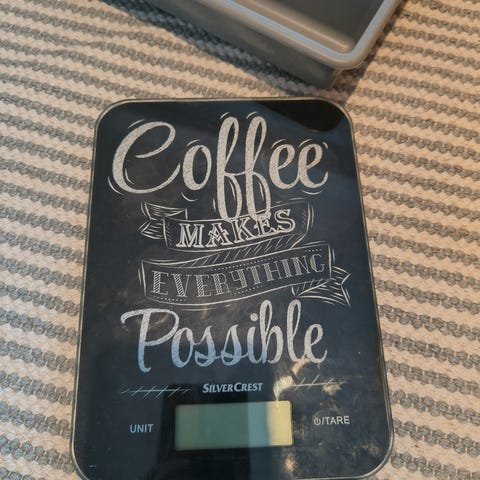 Coffee
MAKES
EVERYTHING
Possible
SILVERCREST
UNIT
⏻/TARE